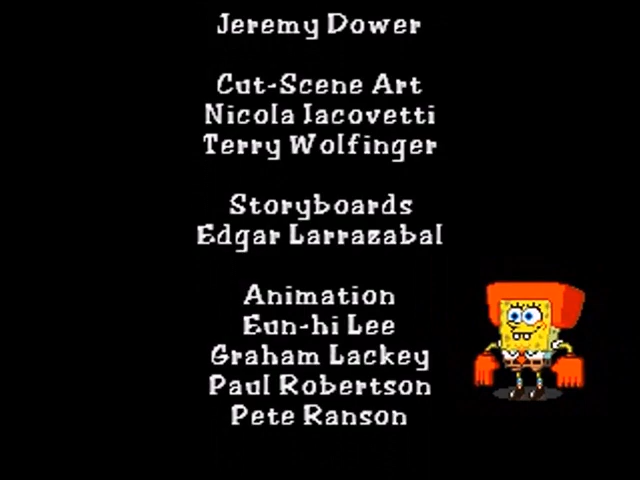 Jeremy Dower
Cut-Scene Art
Nicola Iacovetti
Terry Wolfinger
Storyboards
Edgar Larrazabal
Animation
Eun-hi Lee
Graham Lackey
Paul Robertson
Pete Ranson